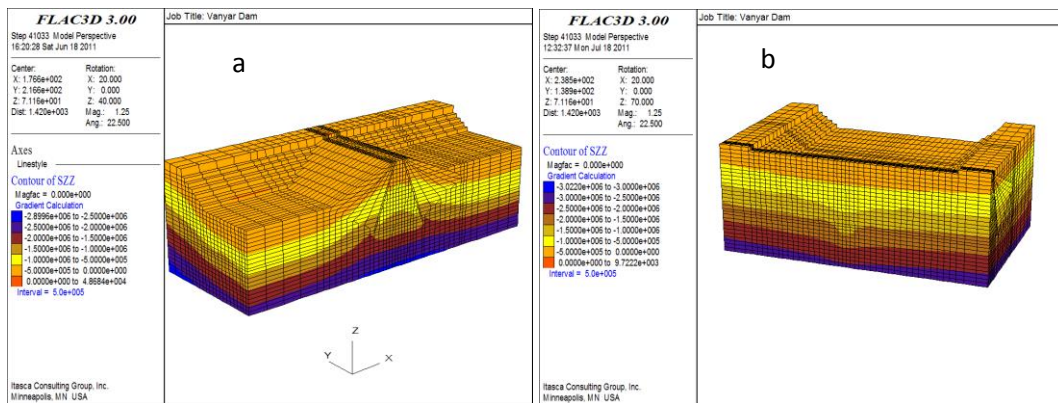 FLAC3D 3.00
Step 41033 Model Perspective
16:20:28 Sat Jun 18 2011
Center:
X: 1.766e+002
Y: 2.166e+002
Z: 7.116e+001
Dist: 1.420e+003
Rotation:
X: 20.000
Y: 0.000
Z: 40.000
Mag.: 1.25
Ang.: 22.500
Axes
Linestyle
Contour of SZZ
Magfac = 0.000e+000
Gradient Calculation
-2.8996e+006 to -2.5000e+006
-2.5000e+006 to -2.0000e+006
-2.0000e+006 to -1.5000e+006
-1.5000e+006 to -1.0000e+006
-1.0000e+006 to -5.0000e+005
-5.0000e+005 to 0.0000e+000
0.0000e+000 to 4.8684e+004
Interval = 5.0e+005
Itasca Consulting Group, Inc.
Minneapolis, MN USA
Job Title: Vanyar Dam
a
Z
Y
X
FLAC3D 3.00
Step 41033 Model Perspective
12:32:37 Mon Jul 18 2011
Center:
X: 2.385e+002
Y: 1.389e+002
Z: 7.116e+001
Dist: 1.420e+003
Rotation:
X: 20.000
Y: 0.000
Z: 70.000
Mag.: 1.25
Ang.: 22.500
Contour of SZZ
Magfac = 0.000e+000
Gradient Calculation
-3.0220e+006 to -3.0000e+006
-3.0000e+006 to -2.5000e+006
-2.5000e+006 to -2.0000e+006
-2.0000e+006 to -1.5000e+006
-1.5000e+006 to -1.0000e+006
-1.0000e+006 to -5.0000e+005
-5.0000e+005 to 0.0000e+000
0.0000e+000 to 9.7222e+003
Interval = 5.0e+005
Itasca Consulting Group, Inc.
Minneapolis, MN USA
Job Title: Vanyar Dam
b